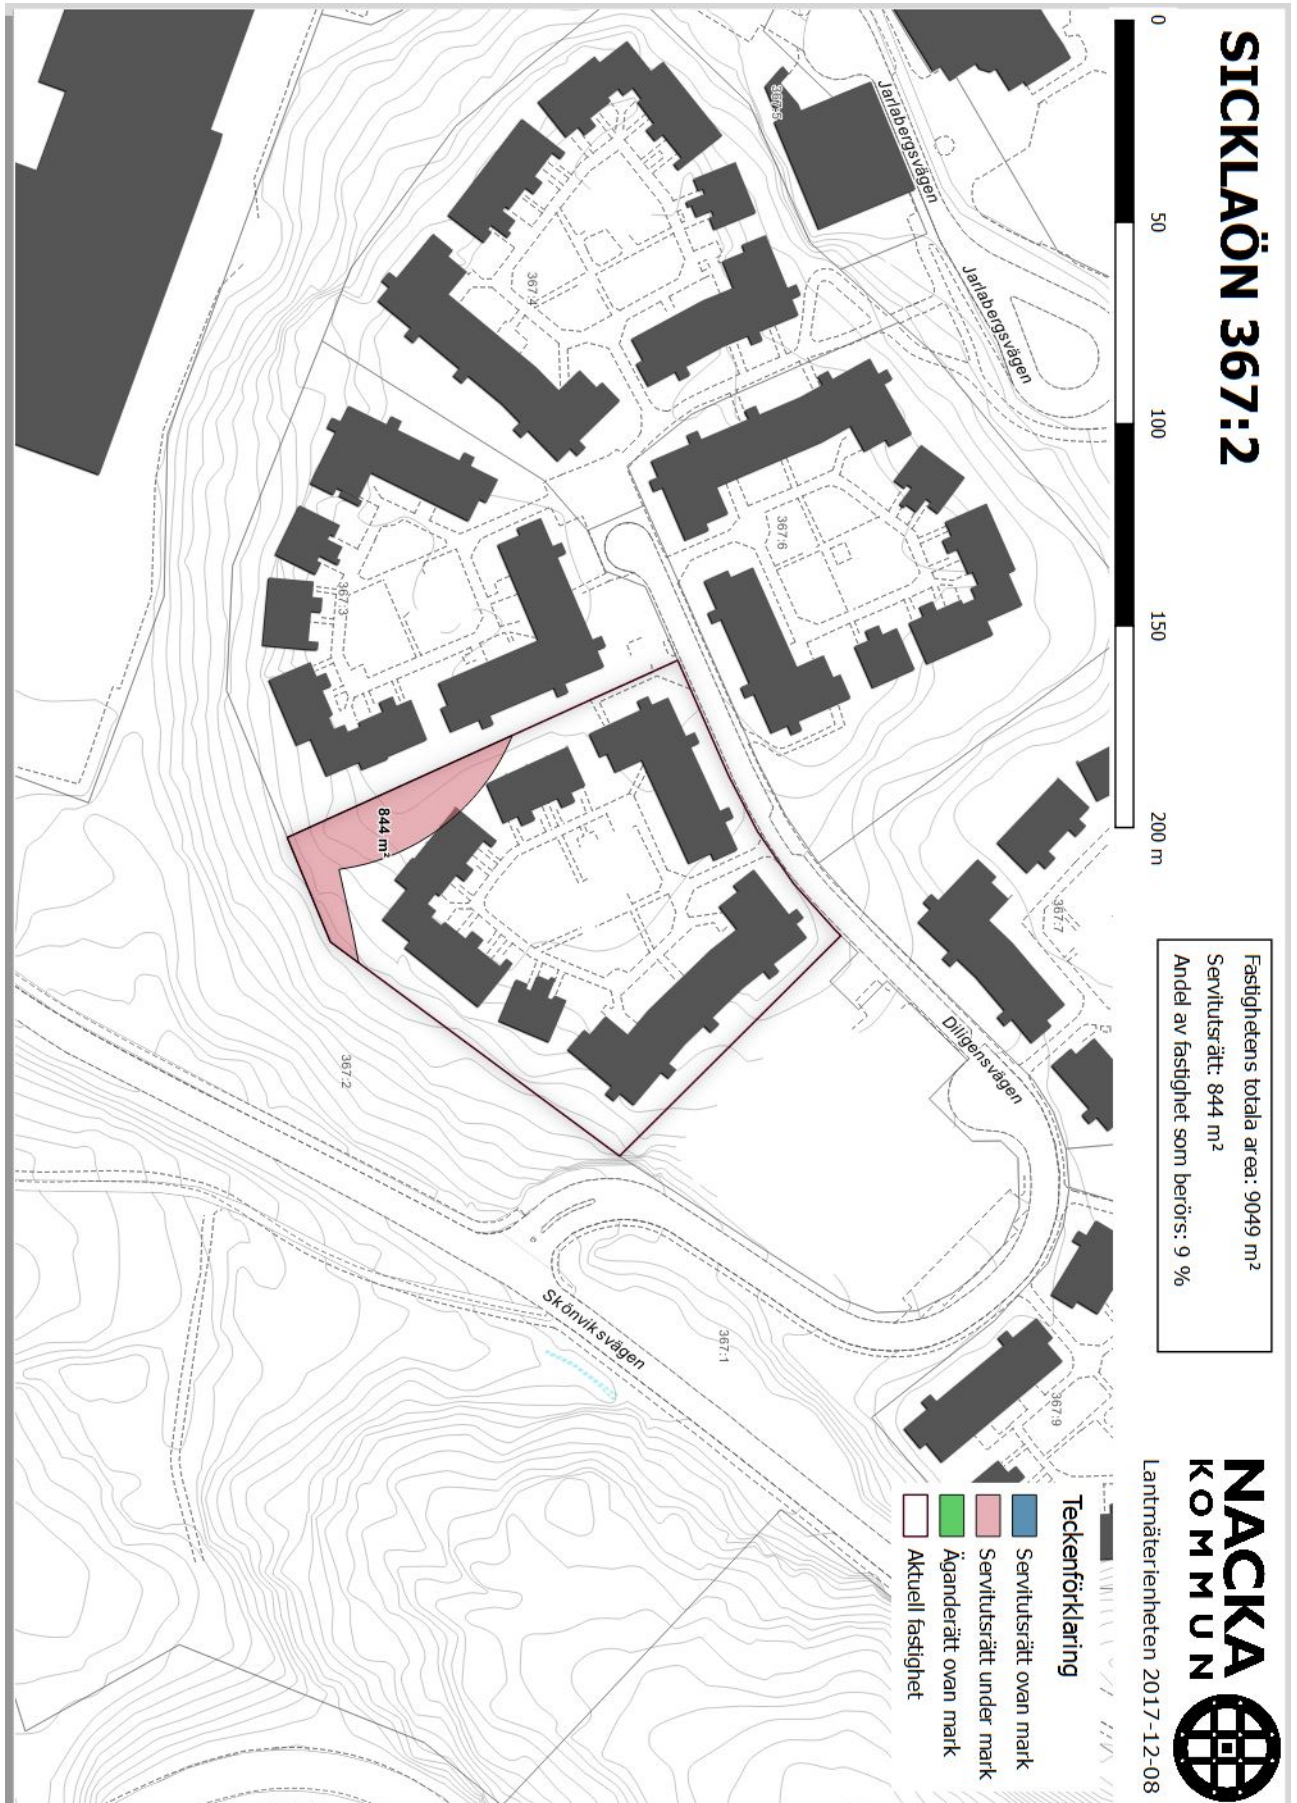 SICKLAÖN 367:2
NACKA
KOMMUN
Lantmäterienheten 2017-12-08
0
50
100
150
200 m
Fastighetens totala area: 9049 m²
Servitutsrätt: 844 m²
Andel av fastighet som berörs: 9 %
Teckenförklaring
Servitutsrätt ovan mark
Servitutsrätt under mark
Äganderätt ovan mark
Aktuell fastighet
Jarlabergsvägen
Jarlabergsvägen
367:5
367:4
367:6
367:3
367:7
Diligensvägen
844 m²
367:2
367:1
367:9
Skönviksvägen